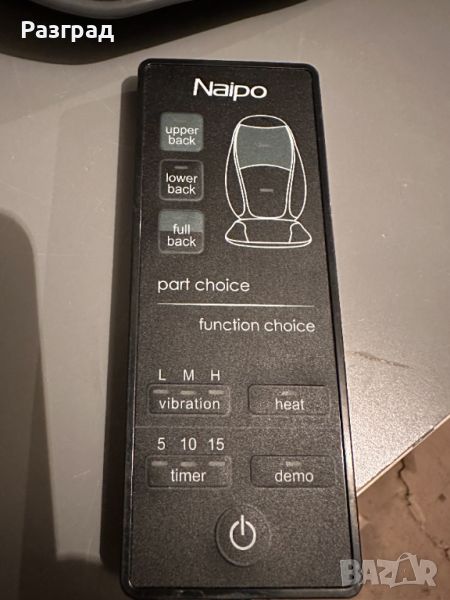 Разград
Naipo
upper
back
lower
back
full
back
part choice
function choice
L M H
vibration
heat
5 10 15
timer
demo
BAZAR